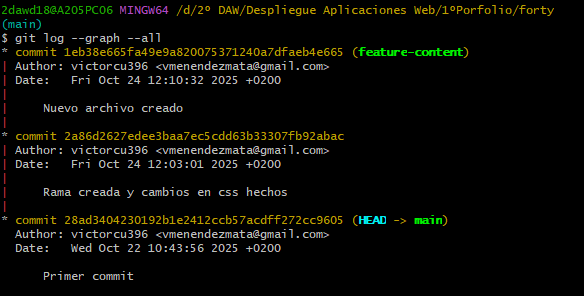 2dawd18@A205PC06 MINGW64 /d/2º DAW/Despliegue Aplicaciones Web/1ºPorfolio/forty
(main)
$ git log --graph --all
* commit 1eb38e665fa49e9a820075371240a7dfaeb4e665 (feature-content)
| Author: victorcu396 <vmenendezmata@gmail.com>
| Date:   Fri Oct 24 12:10:32 2025 +0200
|
|     Nuevo archivo creado
|
* commit 2a86d2627edee3baa7ec5cdd63b33307fb92abac
| Author: victorcu396 <vmenendezmata@gmail.com>
| Date:   Fri Oct 24 12:03:01 2025 +0200
|
|     Rama creada y cambios en css hechos
|
* commit 28ad3404230192b1e2412ccb57acdff272cc9605 (HEAD -> main)
  Author: victorcu396 <vmenendezmata@gmail.com>
  Date:   Wed Oct 22 10:43:56 2025 +0200

      Primer commit